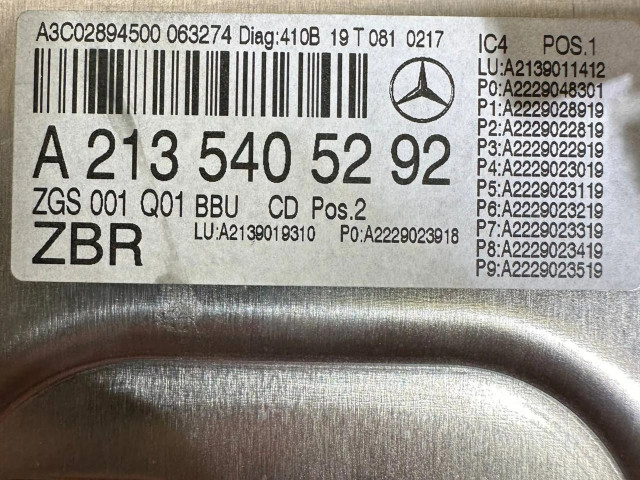 A3C02894500 063274 Diag:410B 19 T 081 0217
A 213 540 52 92
ZGS 001 Q01 BBU CD Pos.2
ZBR LU:A2139019310 P0:A2229023918
IC4 POS.1
LU:A2139011412
P0:A2229048301
P1:A2229028919
P2:A2229022819
P3:A2229022919
P4:A2229023019
P5:A2229023119
P6:A2229023219
P7:A2229023319
P8:A2229023419
P9:A2229023519